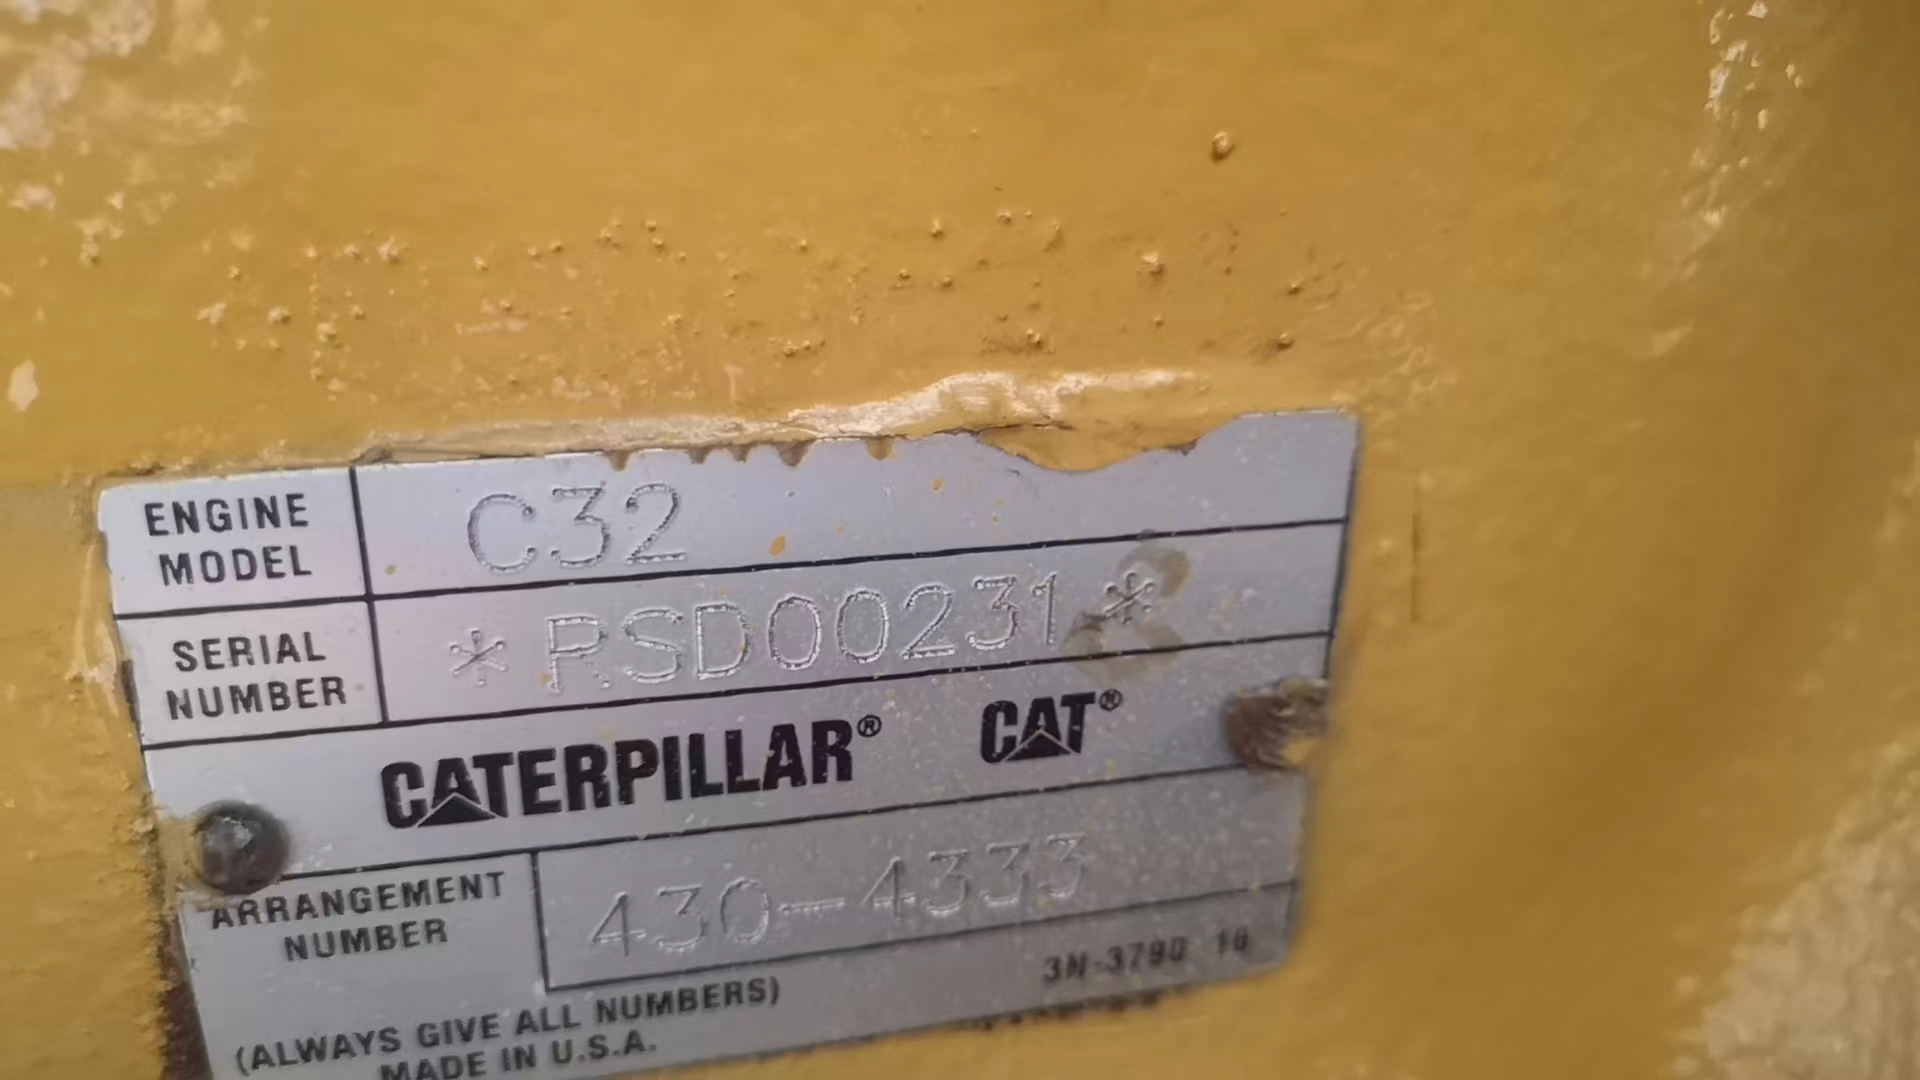 ENGINE MODEL C32
SERIAL NUMBER *RSD00231*
CATERPILLAR® CAT®
ARRANGEMENT NUMBER 430-4333
3N-3790 16
(ALWAYS GIVE ALL NUMBERS)
MADE IN U.S.A.